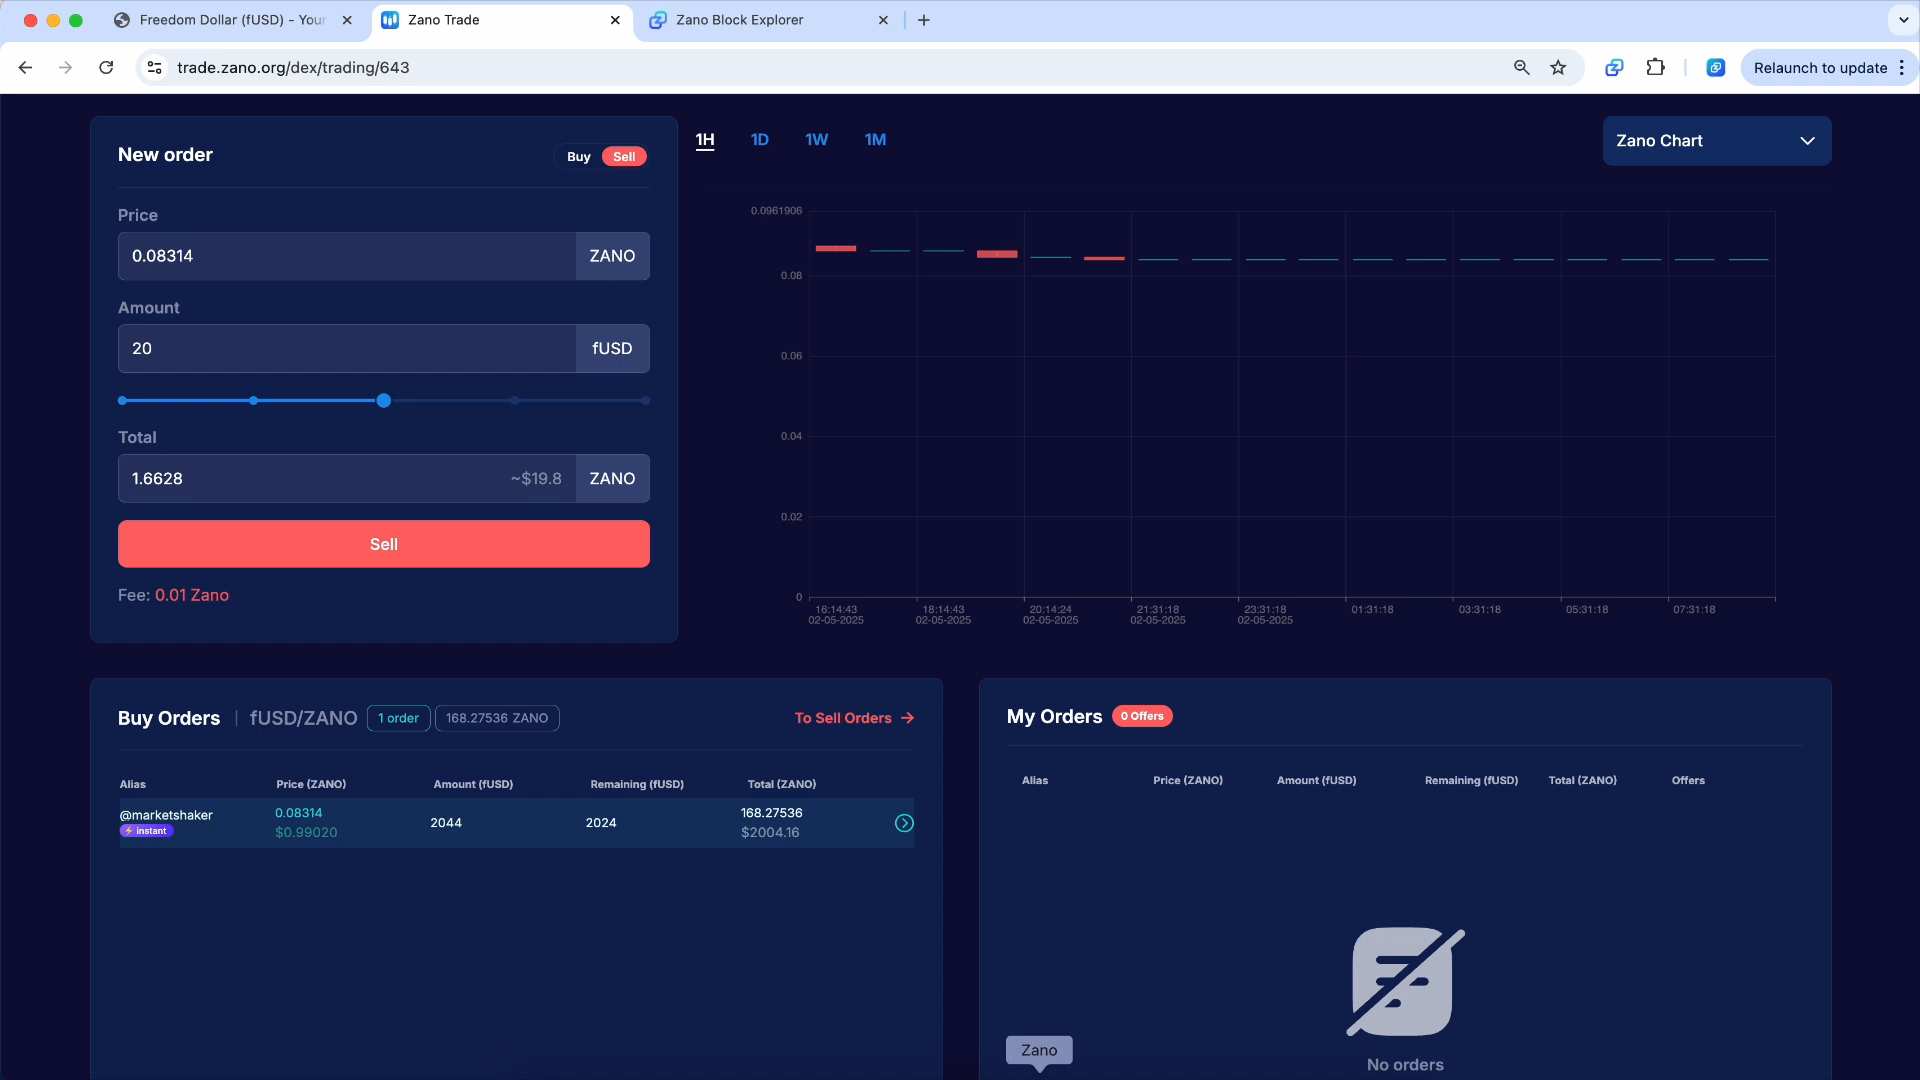 Freedom Dollar (fUSD) - Your
Zano Trade
Zano Block Explorer
trade.zano.org/dex/trading/643
Relaunch to update
New order
Buy
Sell
Price
0.08314
ZANO
Amount
20
fUSD
Total
1.6628
~$19.8
ZANO
Sell
Fee: 0.01 Zano
1H
1D
1W
1M
Zano Chart
0.0961906
0.08
0.06
0.04
0.02
0
16:14:43
02-05-2025
18:14:43
02-05-2025
20:14:24
02-05-2025
21:31:18
02-05-2025
23:31:18
02-05-2025
01:31:18
03:31:18
05:31:18
07:31:18
Buy Orders | fUSD/ZANO
1 order
168.27536 ZANO
To Sell Orders
Alias
Price (ZANO)
Amount (fUSD)
Remaining (fUSD)
Total (ZANO)
@marketshaker
instant
0.08314
$0.99020
2044
2024
168.27536
$2004.16
My Orders
0 Offers
Alias
Price (ZANO)
Amount (fUSD)
Remaining (fUSD)
Total (ZANO)
Offers
No orders
Zano